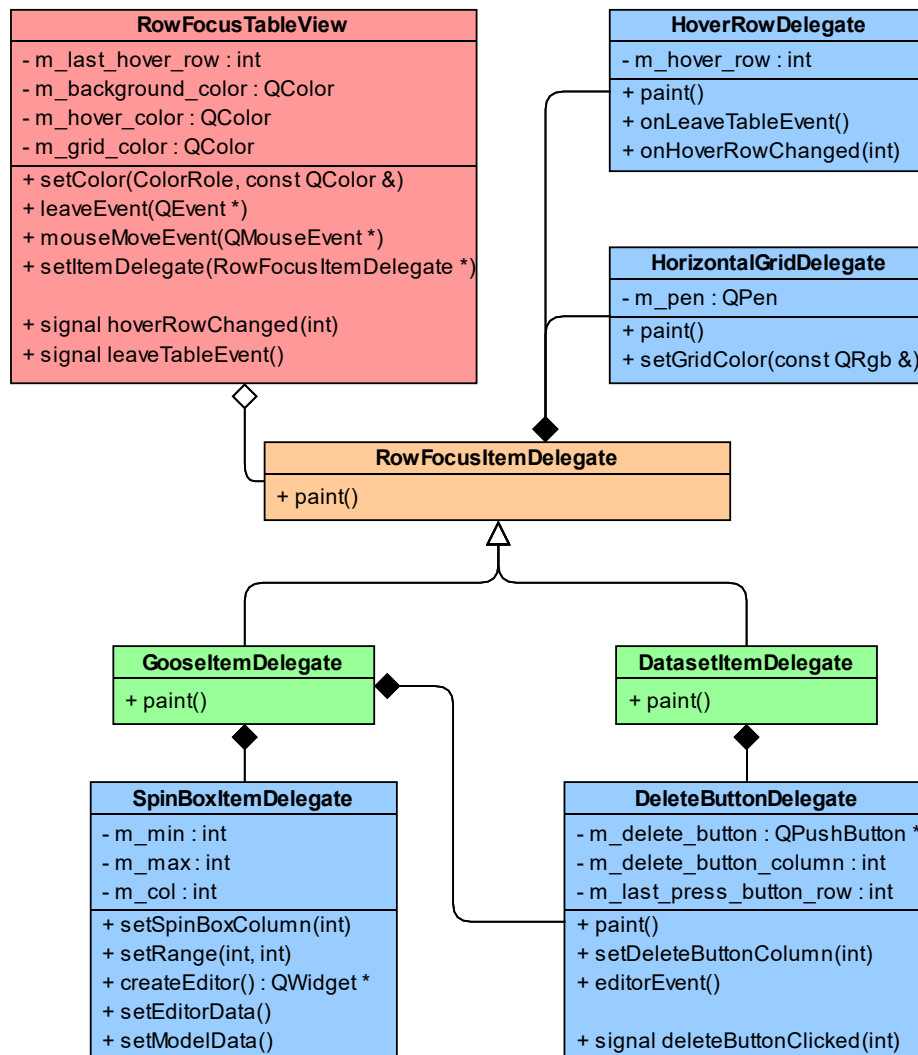 RowFocusTableView
- m_last_hover_row : int
- m_background_color : QColor
- m_hover_color : QColor
- m_grid_color : QColor
+ setColor(ColorRole, const QColor &)
+ leaveEvent(QEvent *)
+ mouseMoveEvent(QMouseEvent *)
+ setItemDelegate(RowFocusItemDelegate *)
+ signal hoverRowChanged(int)
+ signal leaveTableEvent()
HoverRowDelegate
- m_hover_row : int
+ paint()
+ onLeaveTableEvent()
+ onHoverRowChanged(int)
HorizontalGridDelegate
- m_pen : QPen
+ paint()
+ setGridColor(const QRgb &)
RowFocusItemDelegate
+ paint()
GooseItemDelegate
+ paint()
DatasetItemDelegate
+ paint()
SpinBoxItemDelegate
- m_min : int
- m_max : int
- m_col : int
+ setSpinBoxColumn(int)
+ setRange(int, int)
+ createEditor() : QWidget *
+ setEditorData()
+ setModelData()
DeleteButtonDelegate
- m_delete_button : QPushButton *
- m_delete_button_column : int
- m_last_press_button_row : int
+ paint()
+ setDeleteButtonColumn(int)
+ editorEvent()
+ signal deleteButtonClicked(int)